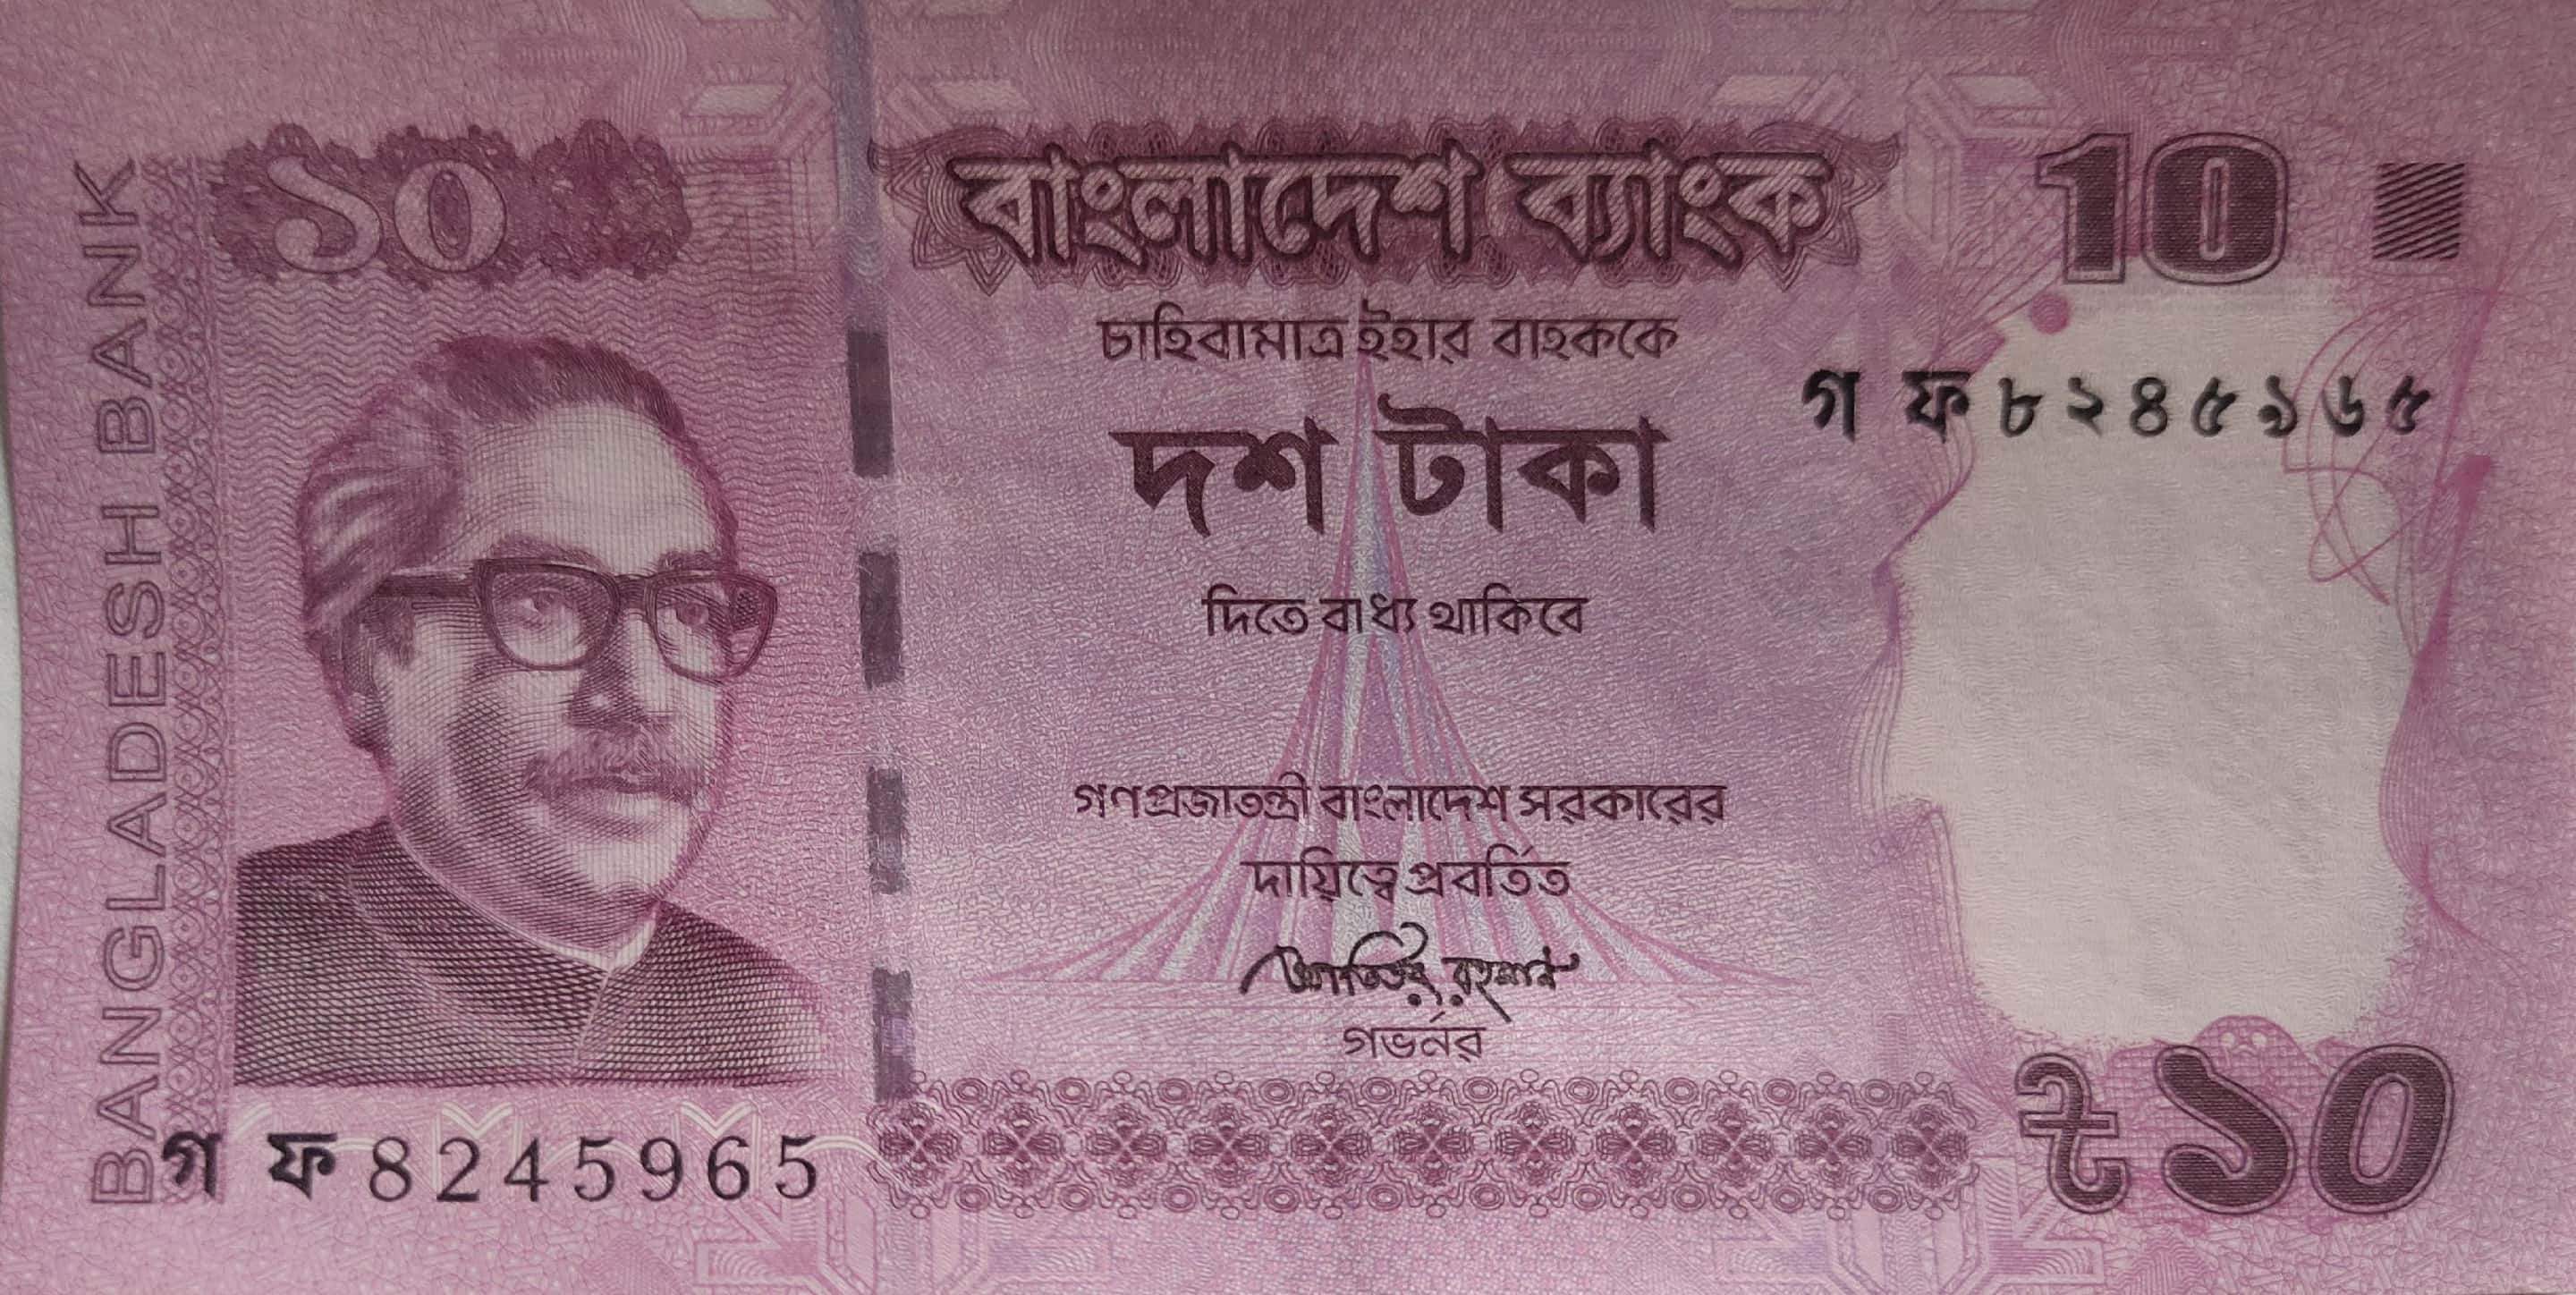 BANGLADESH BANK
১০
বাংলাদেশ ব্যাংক
10
চাহিবামাত্র ইহার বাহককে
গ ফ ৮২৪৫৯৬৫
দশ টাকা
দিতে বাধ্য থাকিবে
গণপ্রজাতন্ত্রী বাংলাদেশ সরকারের
দায়িত্বে প্রবর্তিত
আতিউর রহমান
গভর্নর
৳১০
গ ফ 8245965